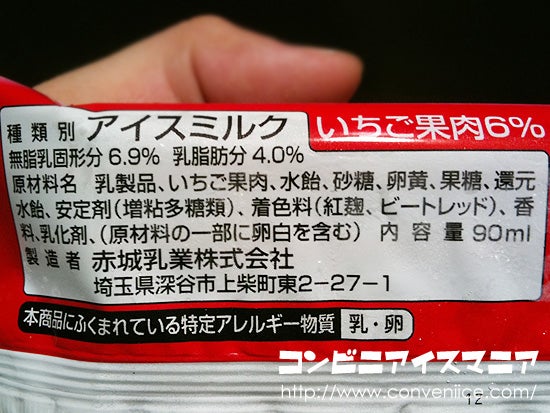 種類別 アイスミルク いちご果肉6%
無脂乳固形分 6.9% 乳脂肪分 4.0%
原材料名 乳製品、いちご果肉、水飴、砂糖、卵黄、果糖、還元
水飴、安定剤(増粘多糖類)、着色料(紅麹、ビートレッド)、香
料、乳化剤、(原材料の一部に卵白を含む) 内容量 90ml
製造者 赤城乳業株式会社
埼玉県深谷市上柴町東2-27-1
本商品にふくまれている特定アレルギー物質 乳・卵
コンビニアイスマニア
http://www.conveniice.com/
12